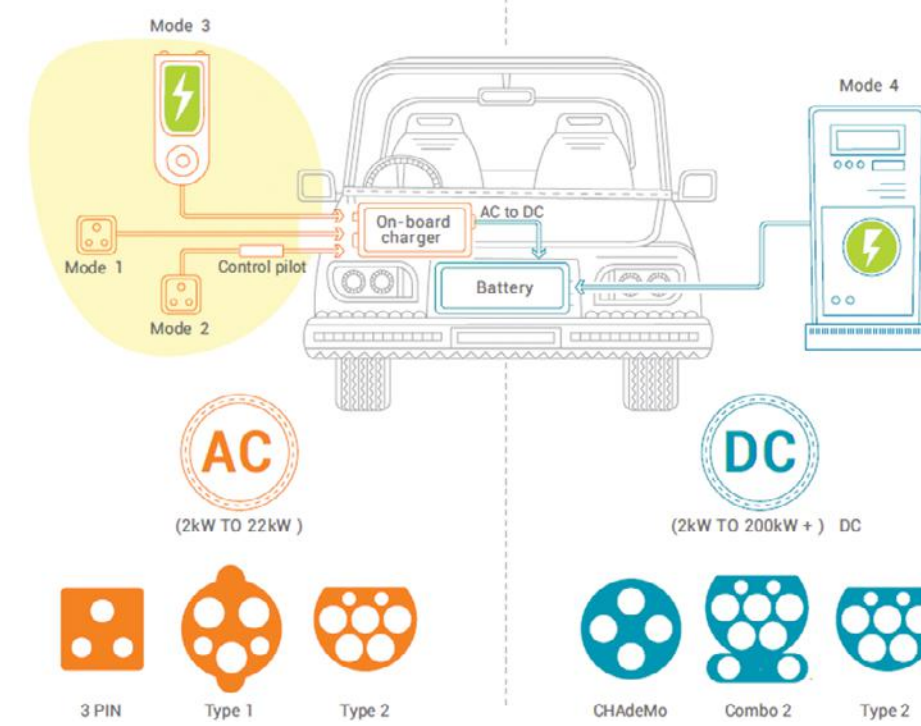 Mode 3
Mode 4
On-board
charger
AC to DC
Mode 1
Control pilot
Battery
Mode 2
AC
DC
(2kW TO 22kW )
(2kW TO 200kW + ) DC
3 PIN
Type 1
Type 2
CHAdeMo
Combo 2
Type 2